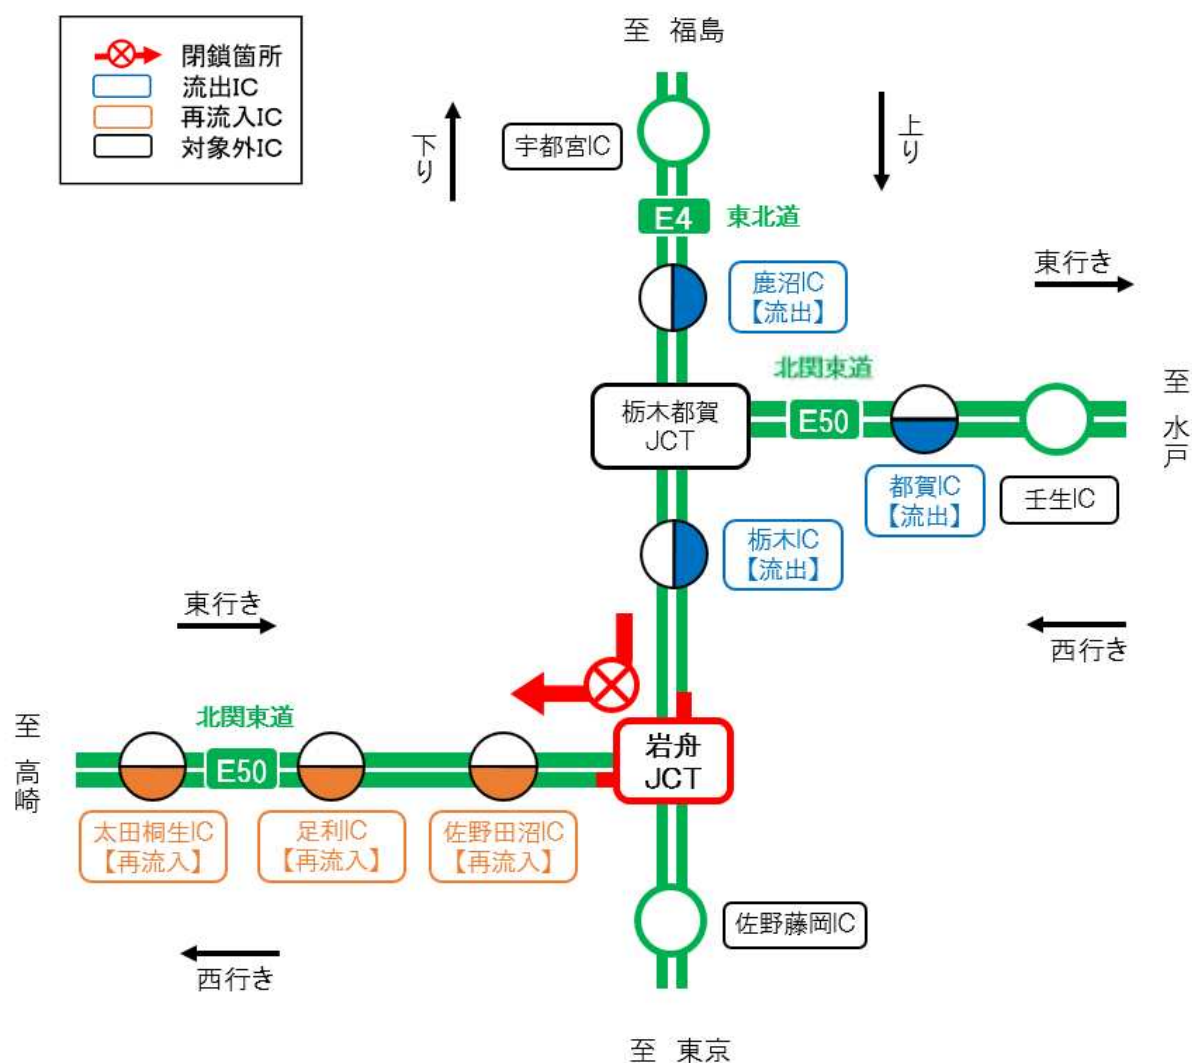 至 福島
閉鎖箇所
流出IC
再流入IC
対象外IC
下り
上り
宇都宮IC
E4
東北道
東行き
鹿沼IC
【流出】
北関東道
至 水戸
栃木都賀
JCT
E50
都賀IC
【流出】
壬生IC
栃木IC
【流出】
東行き
西行き
至 高崎
北関東道
E50
岩舟
JCT
太田桐生IC
【再流入】
足利IC
【再流入】
佐野田沼IC
【再流入】
佐野藤岡IC
西行き
至 東京